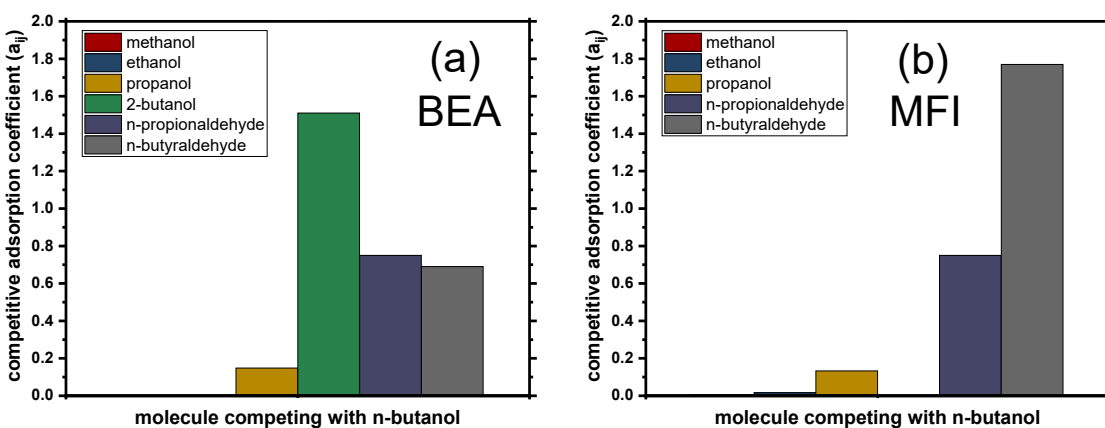 competitive adsorption coefficient (aij)
2.0
1.8
1.6
1.4
1.2
1.0
0.8
0.6
0.4
0.2
0.0
methanol
ethanol
propanol
2-butanol
n-propionaldehyde
n-butyraldehyde
(a)
BEA
molecule competing with n-butanol
competitive adsorption coefficient (aij)
2.0
1.8
1.6
1.4
1.2
1.0
0.8
0.6
0.4
0.2
0.0
methanol
ethanol
propanol
n-propionaldehyde
n-butyraldehyde
(b)
MFI
molecule competing with n-butanol